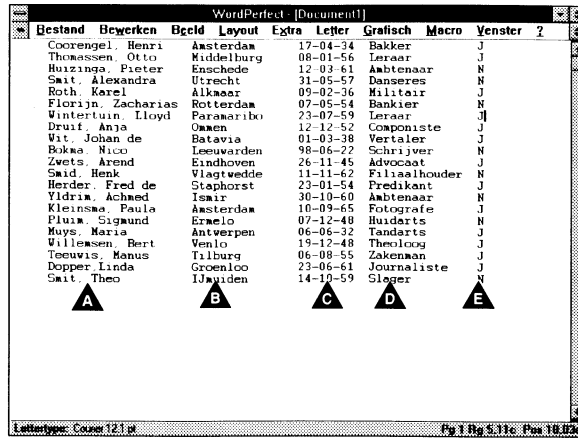 WordPerfect - [Document1]
Bestand Bewerken Beeld Layout Extra Letter Grafisch Macro Venster ?
Coorengel, Henri Amsterdam 17-04-34 Bakker J
Thomassen, Otto Middelburg 08-01-56 Leraar J
Huizinga, Pieter Enschede 12-03-61 Ambtenaar N
Smit, Alexandra Utrecht 31-05-57 Danseres N
Roth, Karel Alkmaar 09-02-36 Militair J
Florijn, Zacharias Rotterdam 07-05-54 Bankier N
Wintertuin, Lloyd Paramaribo 23-07-59 Leraar J
Druif, Anja Ommen 12-12-52 Componiste J
Wit, Johan de Batavia 01-03-38 Vertaler J
Bokma, Nico Leeuwarden 98-06-22 Schrijver N
Zwets, Arend Eindhoven 26-11-45 Advocaat J
Smid, Henk Vlagtwedde 11-11-62 Filiaalhouder N
Herder, Fred de Staphorst 23-01-54 Predikant J
Yldrim, Achmed Ismir 30-10-60 Ambtenaar N
Kleinsma, Paula Amsterdam 10-09-65 Fotografe J
Pluim, Sigmund Ermelo 07-12-48 Huidarts N
Muys, Maria Antwerpen 06-06-32 Tandarts J
Willemsen, Bert Venlo 19-12-48 Theoloog J
Teeuwis, Manus Tilburg 06-08-55 Zakenman J
Dopper,Linda Groenloo 23-06-61 Journaliste J
Smit, Theo IJmuiden 14-10-59 Slager N
A B C D E
Lettertype: Courier 12.1 pt Pg 1 Rg 5,11c Pos 10,03c